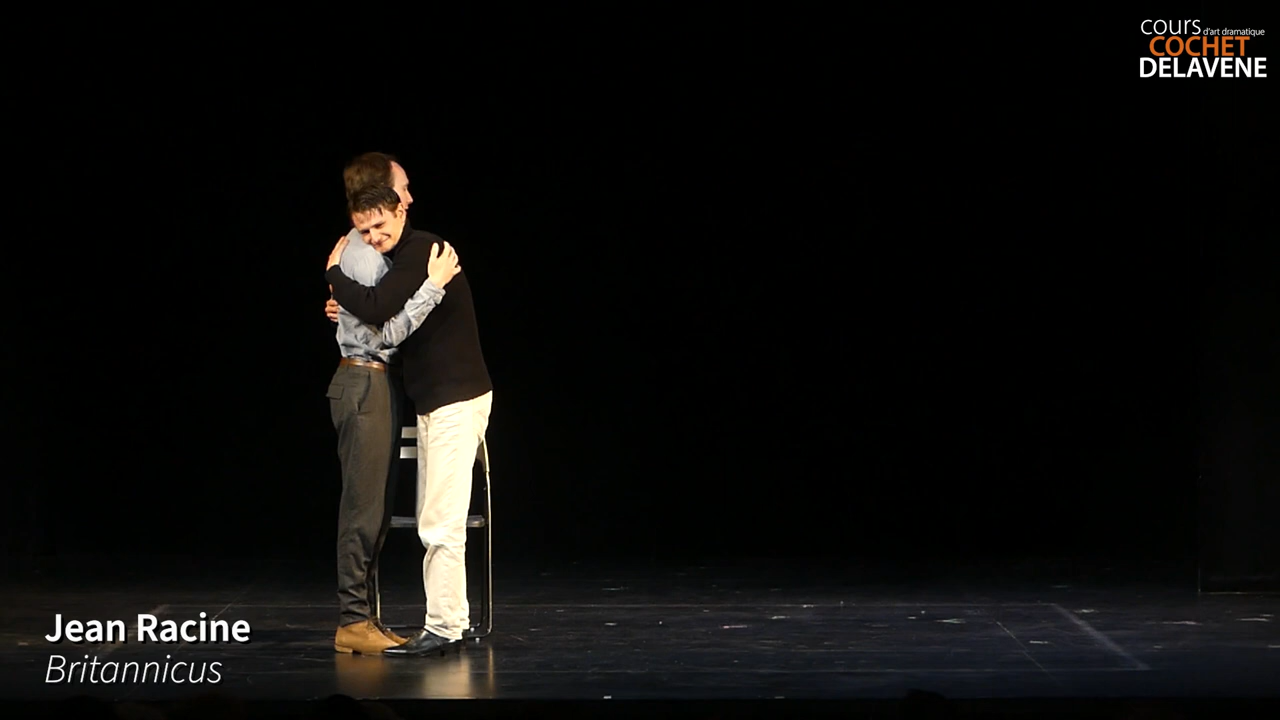 COURS d'art dramatique
COCHET
DELAVENE
Jean Racine
Britannicus